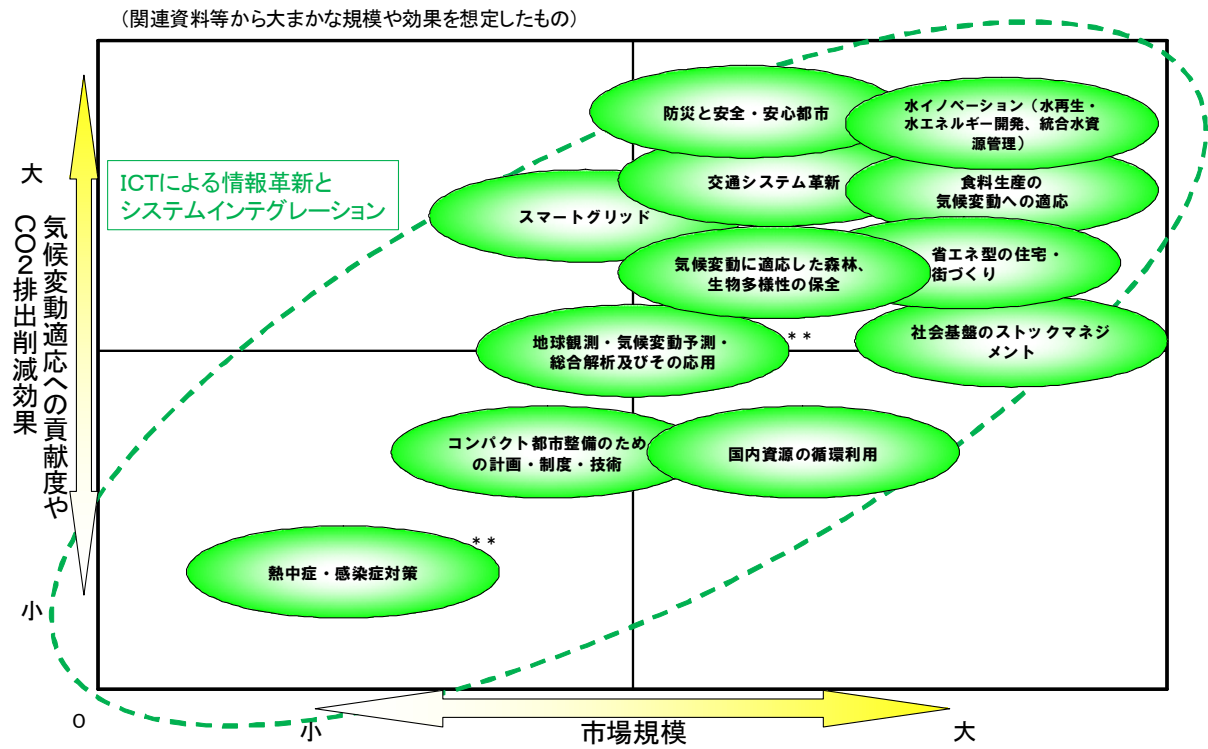 （関連資料等から大まかな規模や効果を想定したもの）
防災と安全・安心都市
水イノベーション（水再生・
水エネルギー開発、統合水資
源管理）
大
ICTによる情報革新と
システムインテグレーション
交通システム革新
食料生産の
気候変動への適応
スマートグリッド
気候変動適応への貢献度や
CO2排出削減効果
気候変動に適応した森林、
生物多様性の保全
省エネ型の住宅・
街づくり
地球観測・気候変動予測・
総合解析及びその応用
**
社会基盤のストックマネジ
メント
コンパクト都市整備のため
の計画・制度・技術
国内資源の循環利用
**
熱中症・感染症対策
小
0
小
市場規模
大